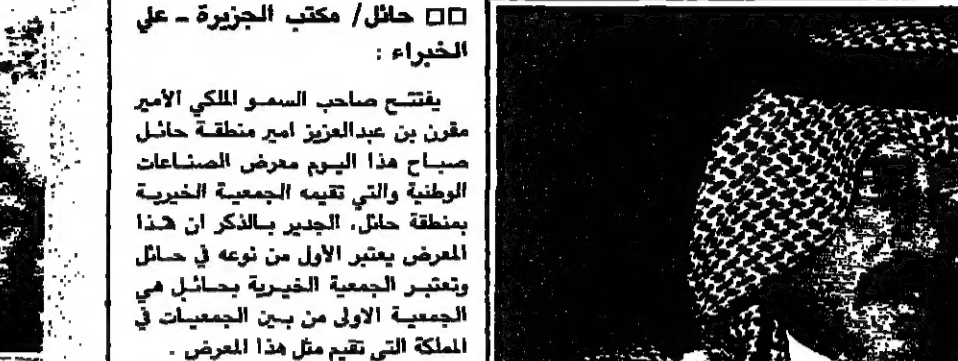 □□ حائل/ مكتب الجزيرة ـ علي
الخبراء :
يفتتح صاحب السمو الملكي الأمير
مقرن بن عبدالعزيز امير منطقة حائل
صباح هذا اليوم معرض الصناعات
الوطنية والتي تقيمه الجمعية الخيرية
بمنطقة حائل، الجدير بالذكر ان هذا
المعرض يعتبر الأول من نوعه في حائل
وتعتبر الجمعية الخيرية بحائل هي
الجمعية الاولى من بين الجمعيات في
المملكة التي تقيم مثل هذا المعرض .